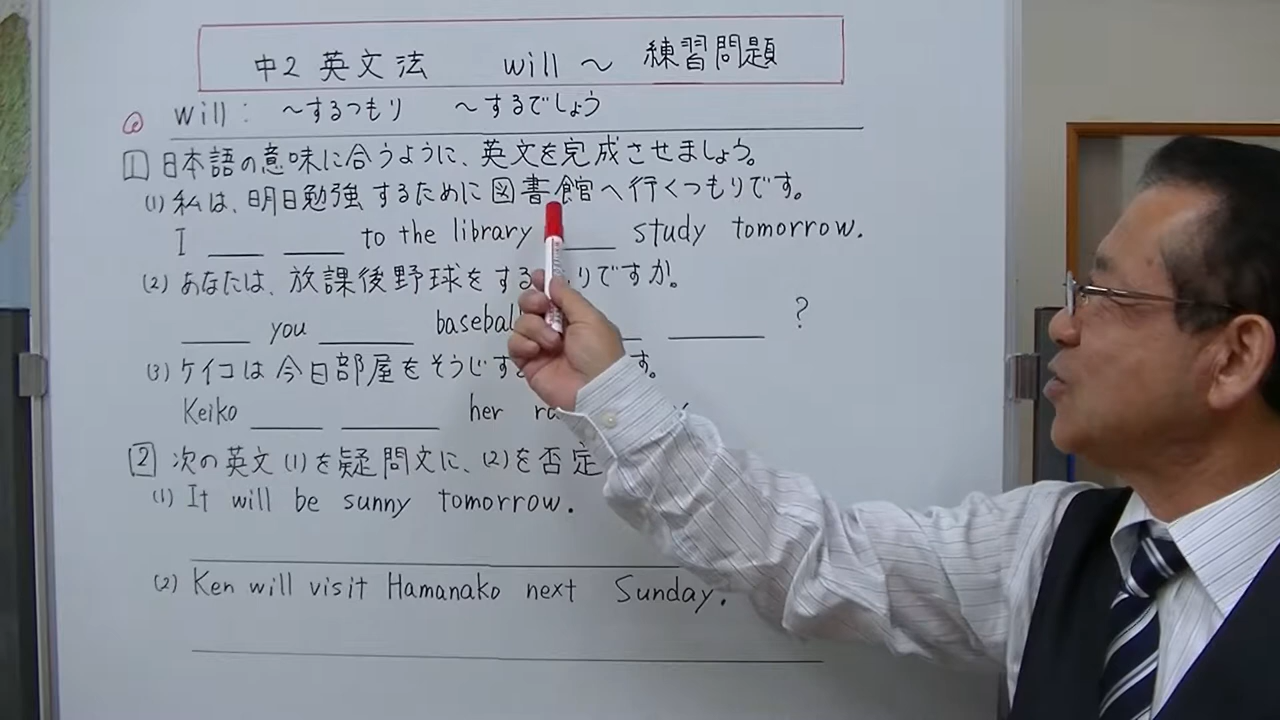 中2 英文法 will ～ 練習問題
@ will: ～するつもり ～するでしょう
1 日本語の意味に合うように、英文を完成させましょう。
(1) 私は、明日勉強するために図書館へ行くつもりです。
I ____ ____ to the library ____ study tomorrow.
(2) あなたは、放課後野球をする りですか。
____ you ____ baseball ____ ?
(3) ケイコは今日部屋をそうじす す。
Keiko ____ ____ her
2 次の英文(1)を疑問文に、(2)を否定
(1) It will be sunny tomorrow.
(2) Ken will visit Hamanako next Sunday.